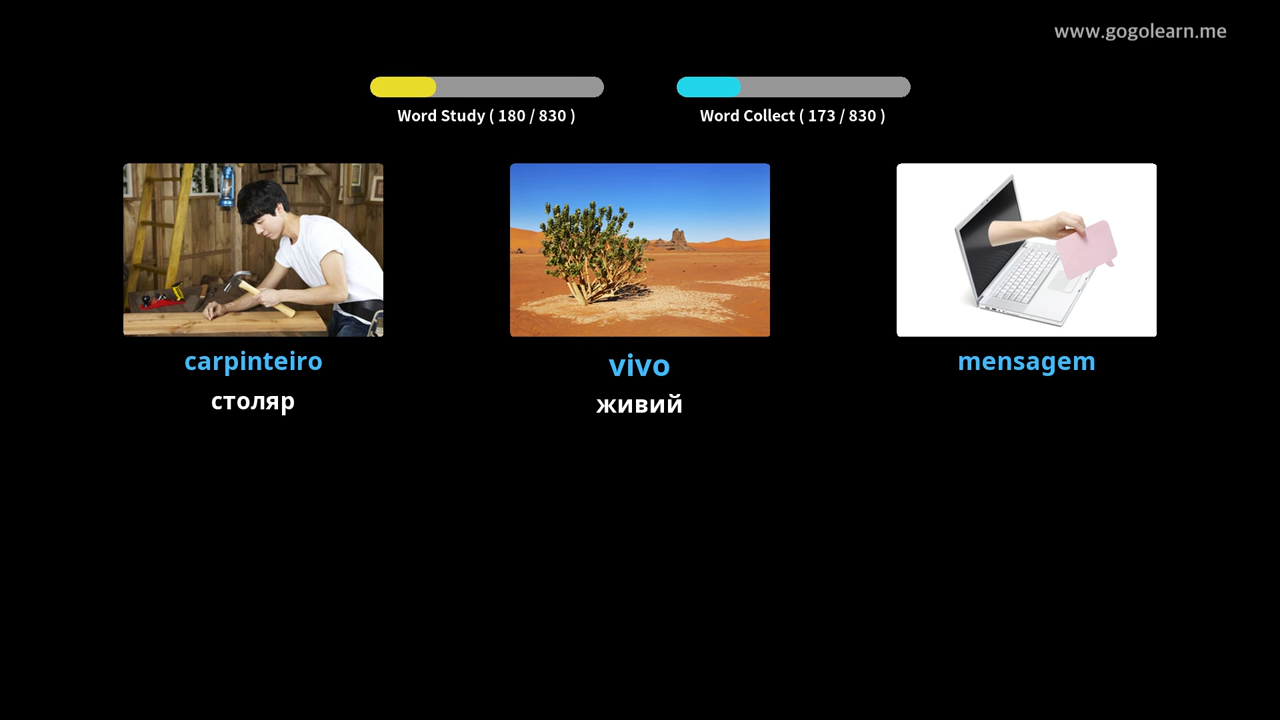 www.gogolearn.me
Word Study ( 180 / 830 )
Word Collect ( 173 / 830 )
carpinteiro
столяр
vivo
живий
mensagem